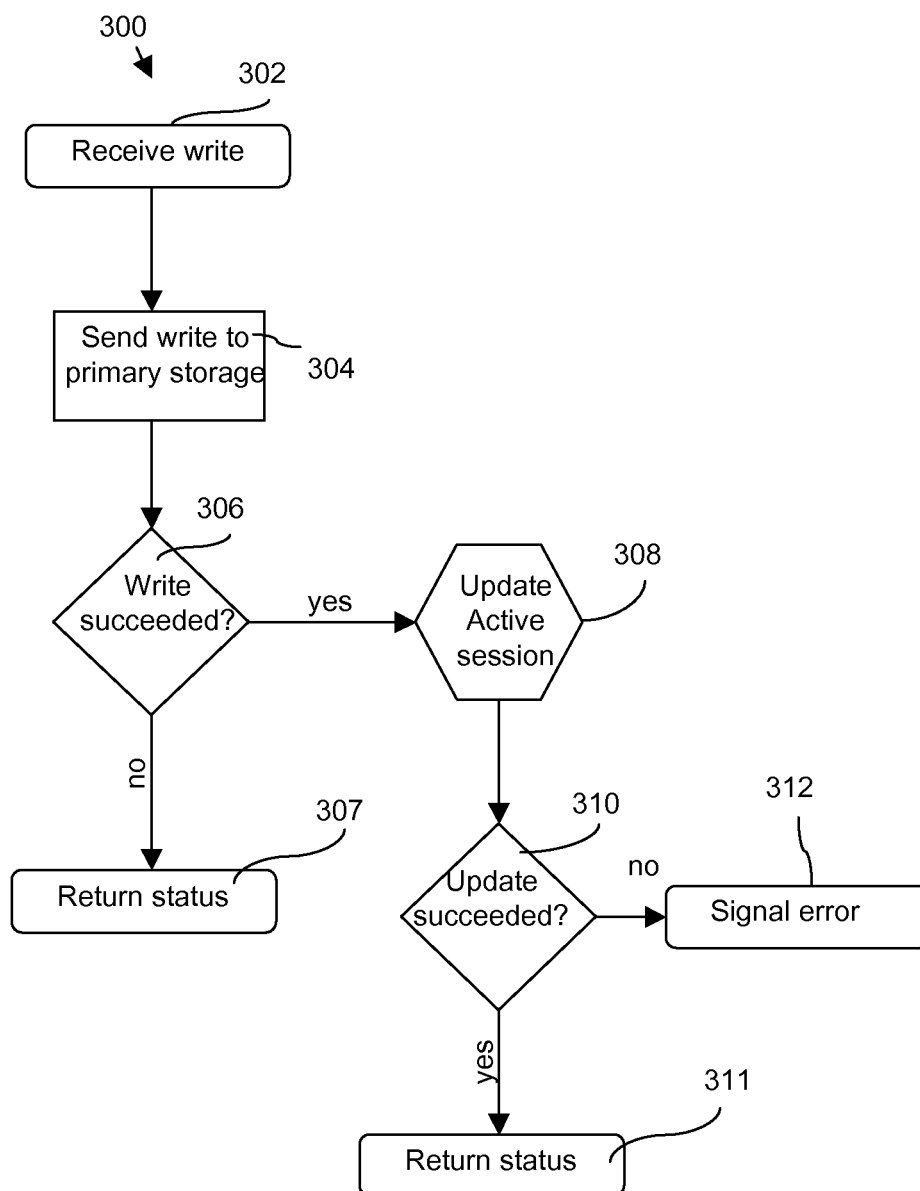 300
302
Receive write
Send write to
primary storage
304
306
Write
succeeded?
yes
Update
Active
session
308
no
307
Return status
310
Update
succeeded?
no
312
Signal error
yes
311
Return status